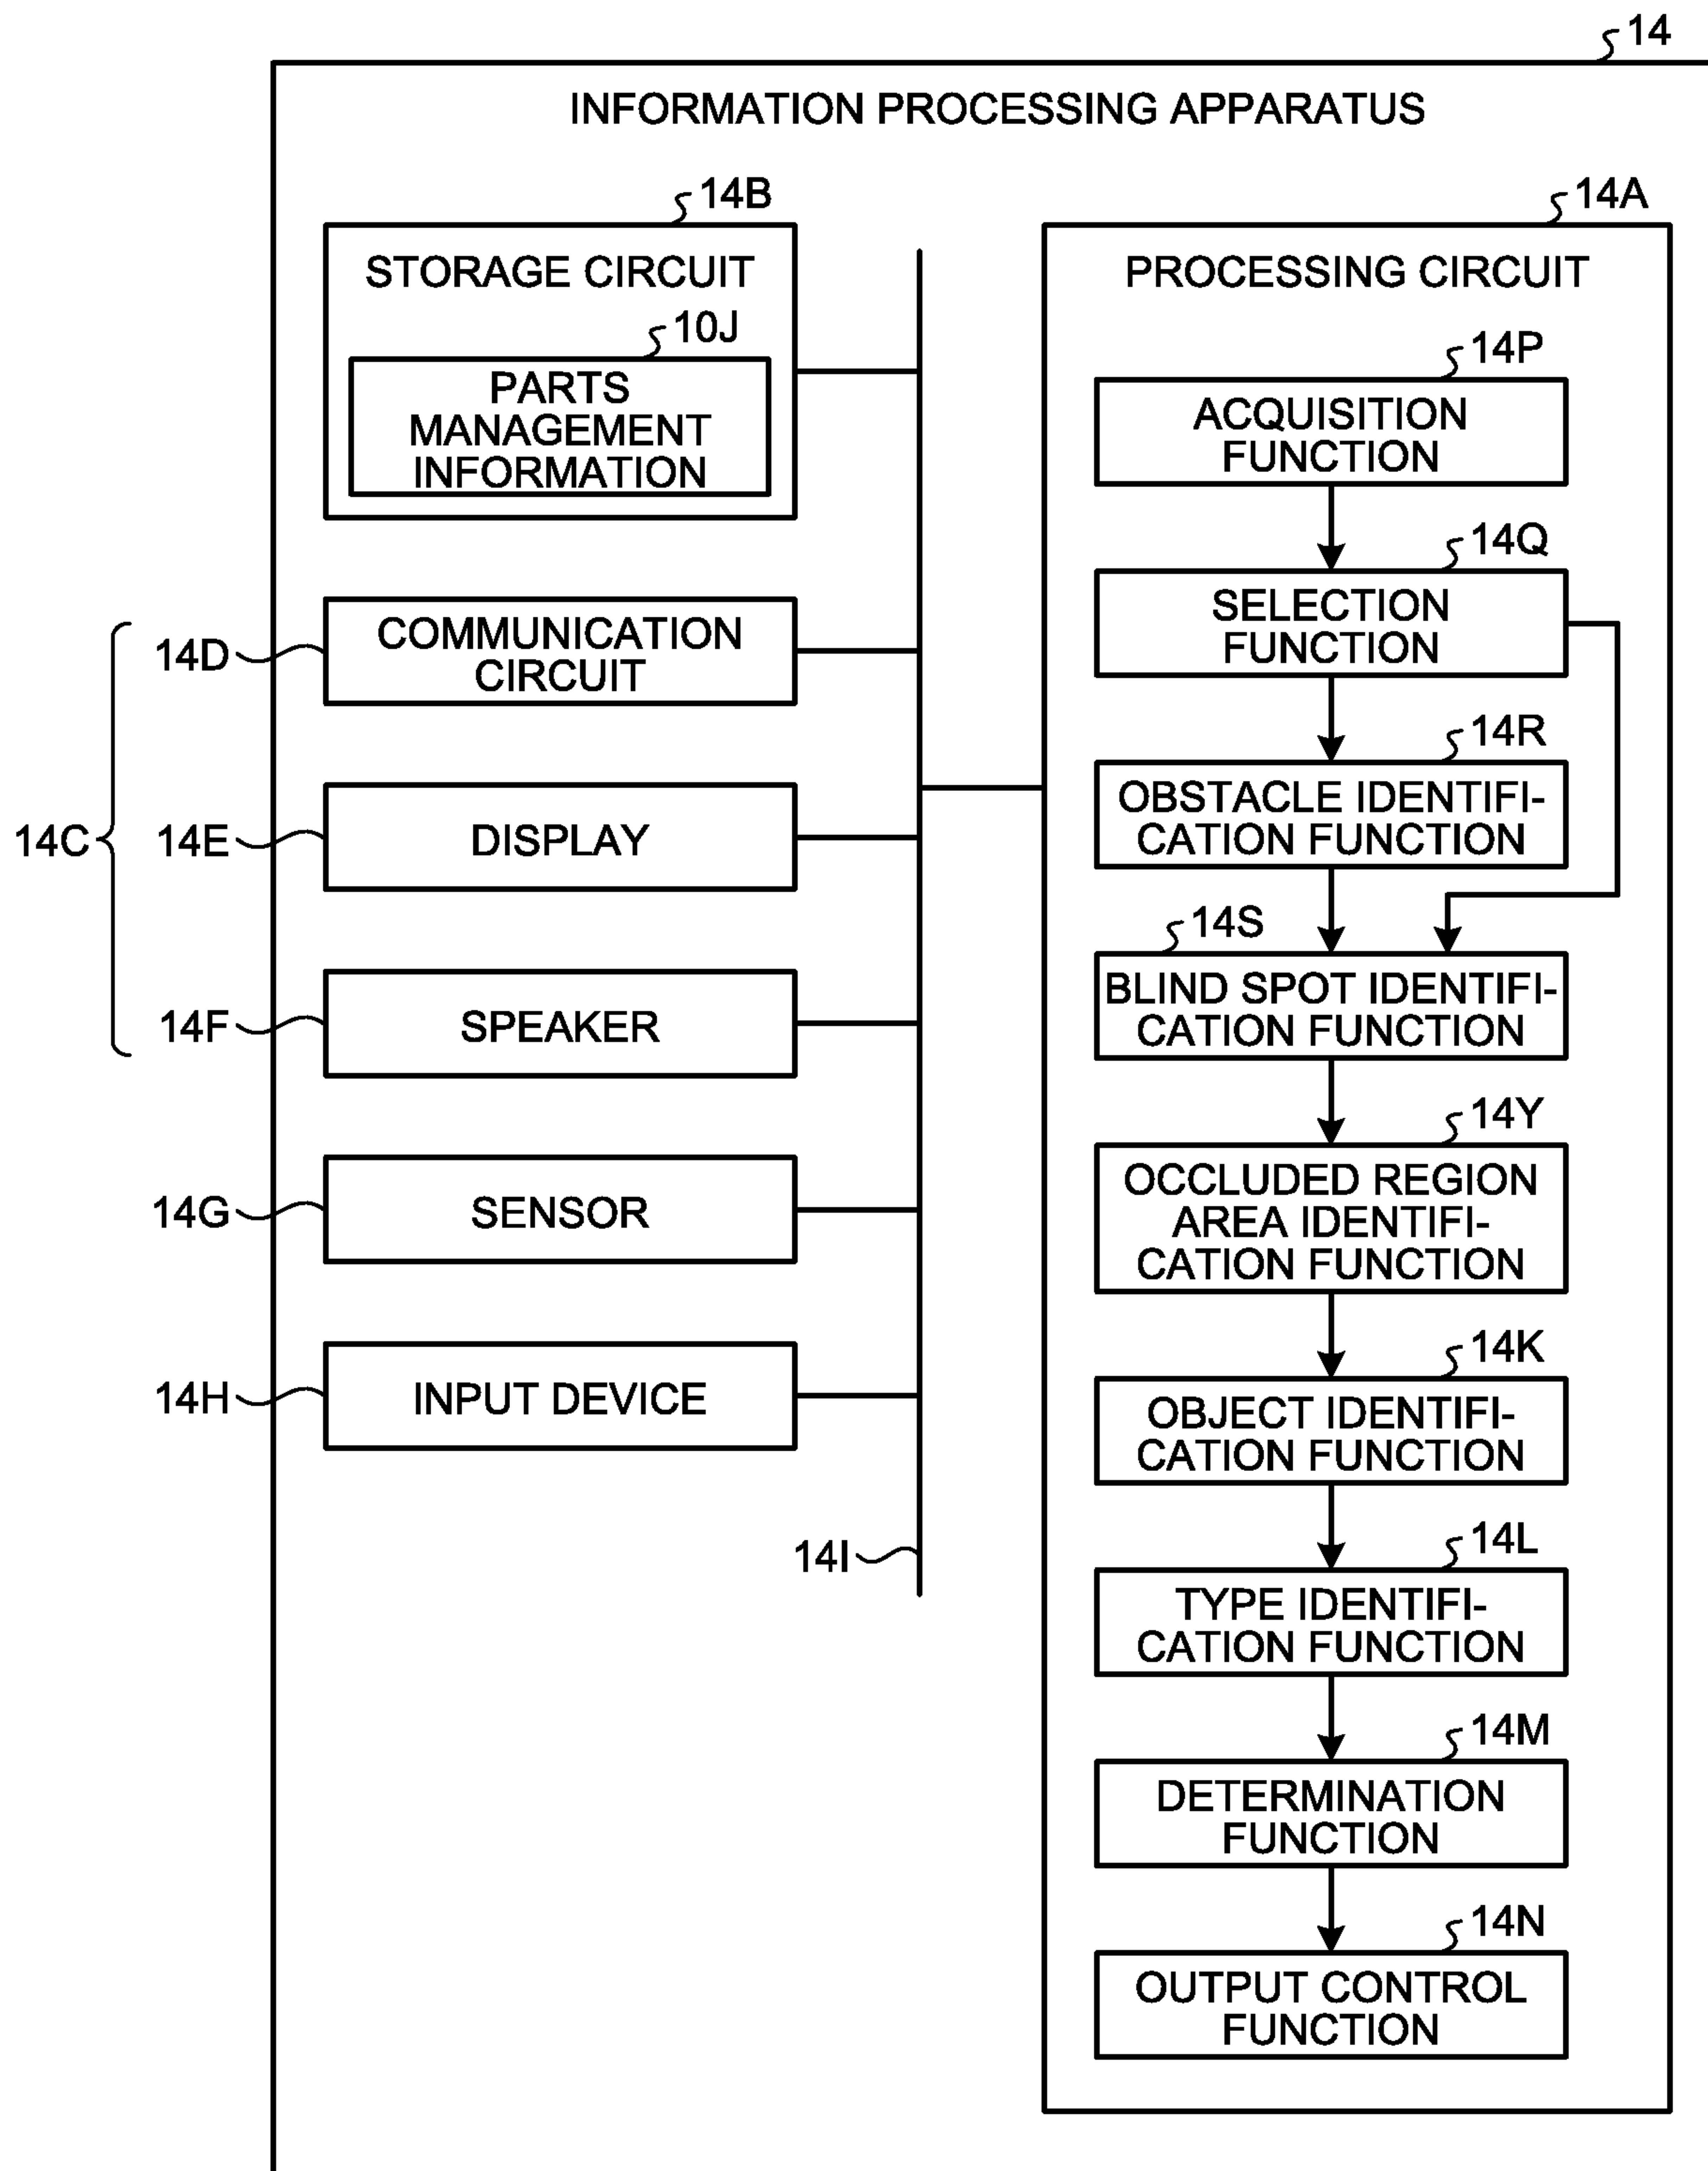 14
INFORMATION PROCESSING APPARATUS
14B
STORAGE CIRCUIT
10J
PARTS
MANAGEMENT
INFORMATION
14C
14D
COMMUNICATION
CIRCUIT
14E
DISPLAY
14F
SPEAKER
14G
SENSOR
14H
INPUT DEVICE
14I
14A
PROCESSING CIRCUIT
14P
ACQUISITION
FUNCTION
14Q
SELECTION
FUNCTION
14R
OBSTACLE IDENTIFI-
CATION FUNCTION
14S
BLIND SPOT IDENTIFI-
CATION FUNCTION
14Y
OCCLUDED REGION
AREA IDENTIFI-
CATION FUNCTION
14K
OBJECT IDENTIFI-
CATION FUNCTION
14L
TYPE IDENTIFI-
CATION FUNCTION
14M
DETERMINATION
FUNCTION
14N
OUTPUT CONTROL
FUNCTION